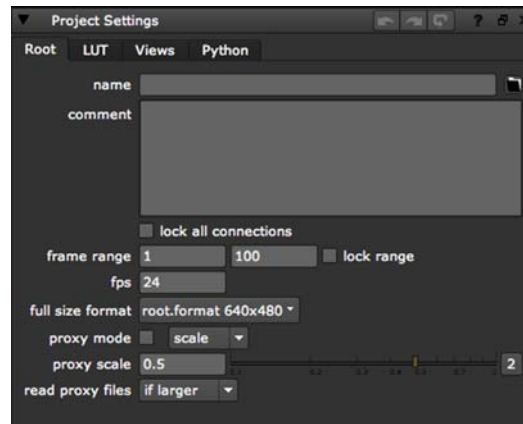 Project Settings ?
Root LUT Views Python
name
comment
lock all connections
frame range 1 100 lock range
fps 24
full size format root.format 640x480
proxy mode scale
proxy scale 0.5 2
read proxy files if larger